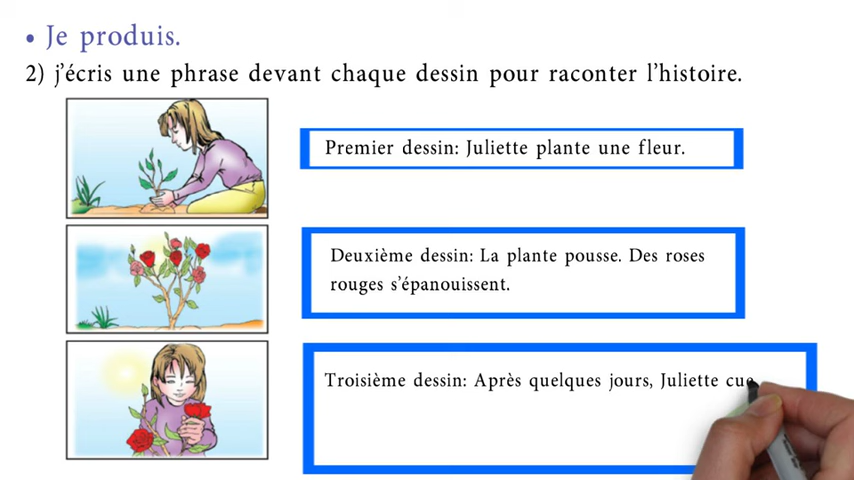 • Je produis.
2) j'écris une phrase devant chaque dessin pour raconter l'histoire.
Premier dessin: Juliette plante une fleur.
Deuxième dessin: La plante pousse. Des roses
rouges s'épanouissent.
Troisième dessin: Après quelques jours, Juliette cue